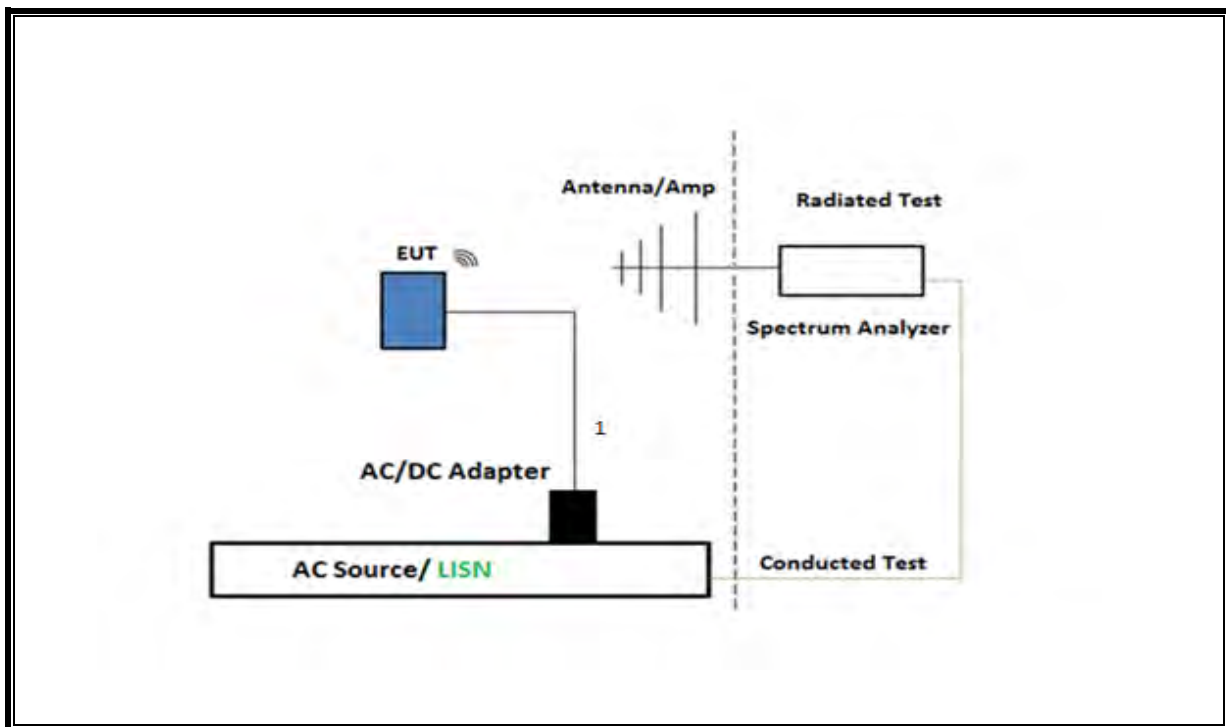 Antenna/Amp
Radiated Test
EUT
Spectrum Analyzer
1
AC/DC Adapter
AC Source/ LISN
Conducted Test